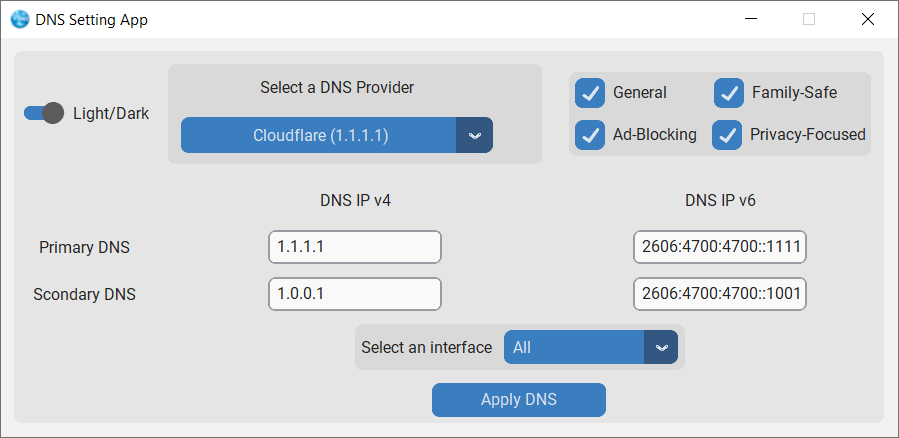 DNS Setting App
Light/Dark
Select a DNS Provider
Cloudflare (1.1.1.1)
General
Family-Safe
Ad-Blocking
Privacy-Focused
DNS IP v4
DNS IP v6
Primary DNS
1.1.1.1
2606:4700:4700::1111
Scondary DNS
1.0.0.1
2606:4700:4700::1001
Select an interface
All
Apply DNS